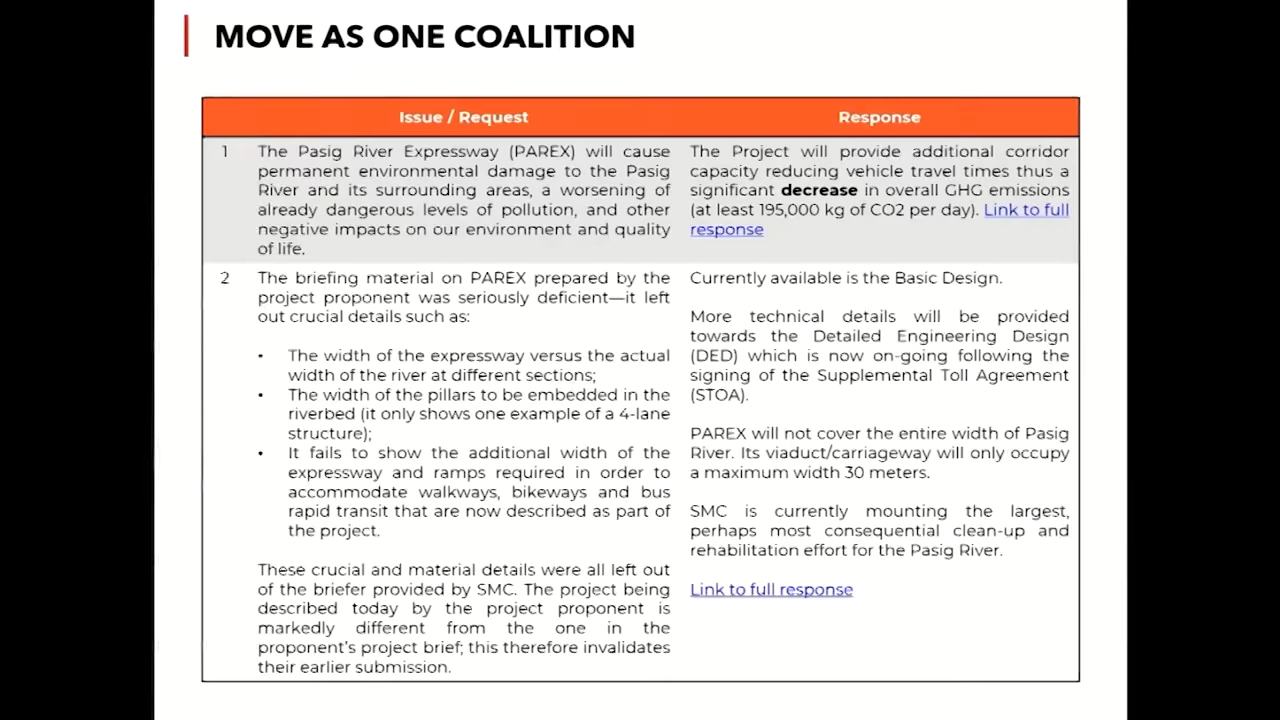 MOVE AS ONE COALITION
Issue / Request
Response
1
The Pasig River Expressway (PAREX) will cause
permanent environmental damage to the Pasig
River and its surrounding areas, a worsening of
already dangerous levels of pollution, and other
negative impacts on our environment and quality
of life.
The Project will provide additional corridor
capacity reducing vehicle travel times thus a
significant decrease in overall GHG emissions
(at least 195,000 kg of CO2 per day). Link to full
response
2
The briefing material on PAREX prepared by the
project proponent was seriously deficient—it left
out crucial details such as:
• The width of the expressway versus the actual
width of the river at different sections;
• The width of the pillars to be embedded in the
riverbed (it only shows one example of a 4-lane
structure);
• It fails to show the additional width of the
expressway and ramps required in order to
accommodate walkways, bikeways and bus
rapid transit that are now described as part of
the project.
These crucial and material details were all left out
of the briefer provided by SMC. The project being
described today by the project proponent is
markedly different from the one in the
proponent's project brief; this therefore invalidates
their earlier submission.
Currently available is the Basic Design.
More technical details will be provided
towards the Detailed Engineering Design
(DED) which is now on-going following the
signing of the Supplemental Toll Agreement
(STOA).
PAREX will not cover the entire width of Pasig
River. Its viaduct/carriageway will only occupy
a maximum width 30 meters.
SMC is currently mounting the largest,
perhaps most consequential clean-up and
rehabilitation effort for the Pasig River.
Link to full response